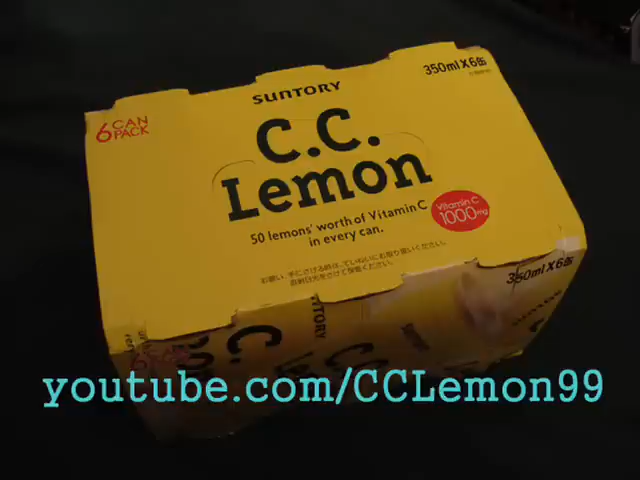 SUNTORY
350ml×6缶
6 CAN
PACK
C.C.
Lemon
50 lemons' worth of Vitamin C
in every can.
Vitamin C
1000mg
350ml×6缶
C.
TORY
SUNTORY
youtube.com/CCLemon99